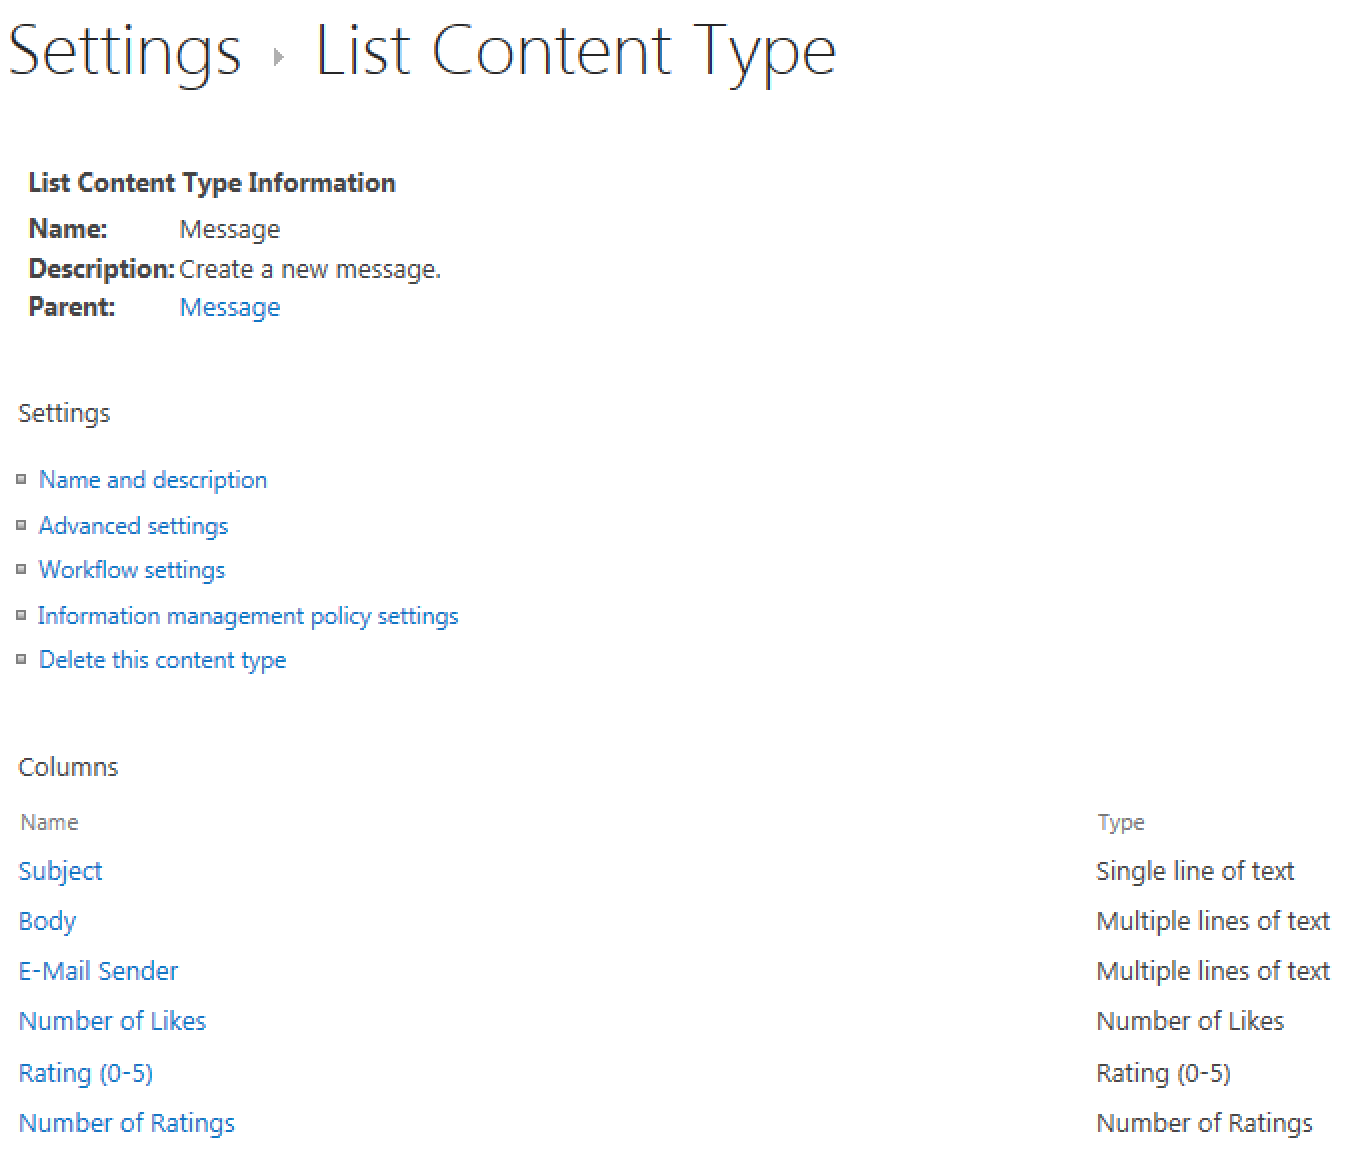 Settings List Content Type
List Content Type Information
Name: Message
Description: Create a new message.
Parent: Message
Settings
Name and description
Advanced settings
Workflow settings
Information management policy settings
Delete this content type
Columns
Name Type
Subject Single line of text
Body Multiple lines of text
E-Mail Sender Multiple lines of text
Number of Likes Number of Likes
Rating (0-5) Rating (0-5)
Number of Ratings Number of Ratings